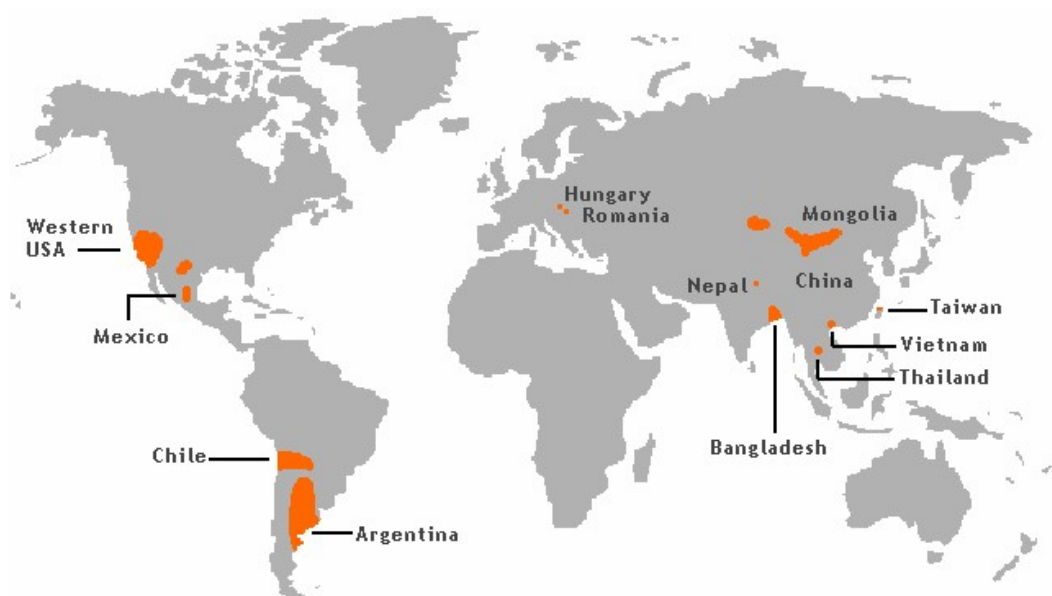 Hungary
Romania
Western
USA
Mongolia
Nepal
China
Taiwan
Mexico
Vietnam
Thailand
Bangladesh
Chile
Argentina